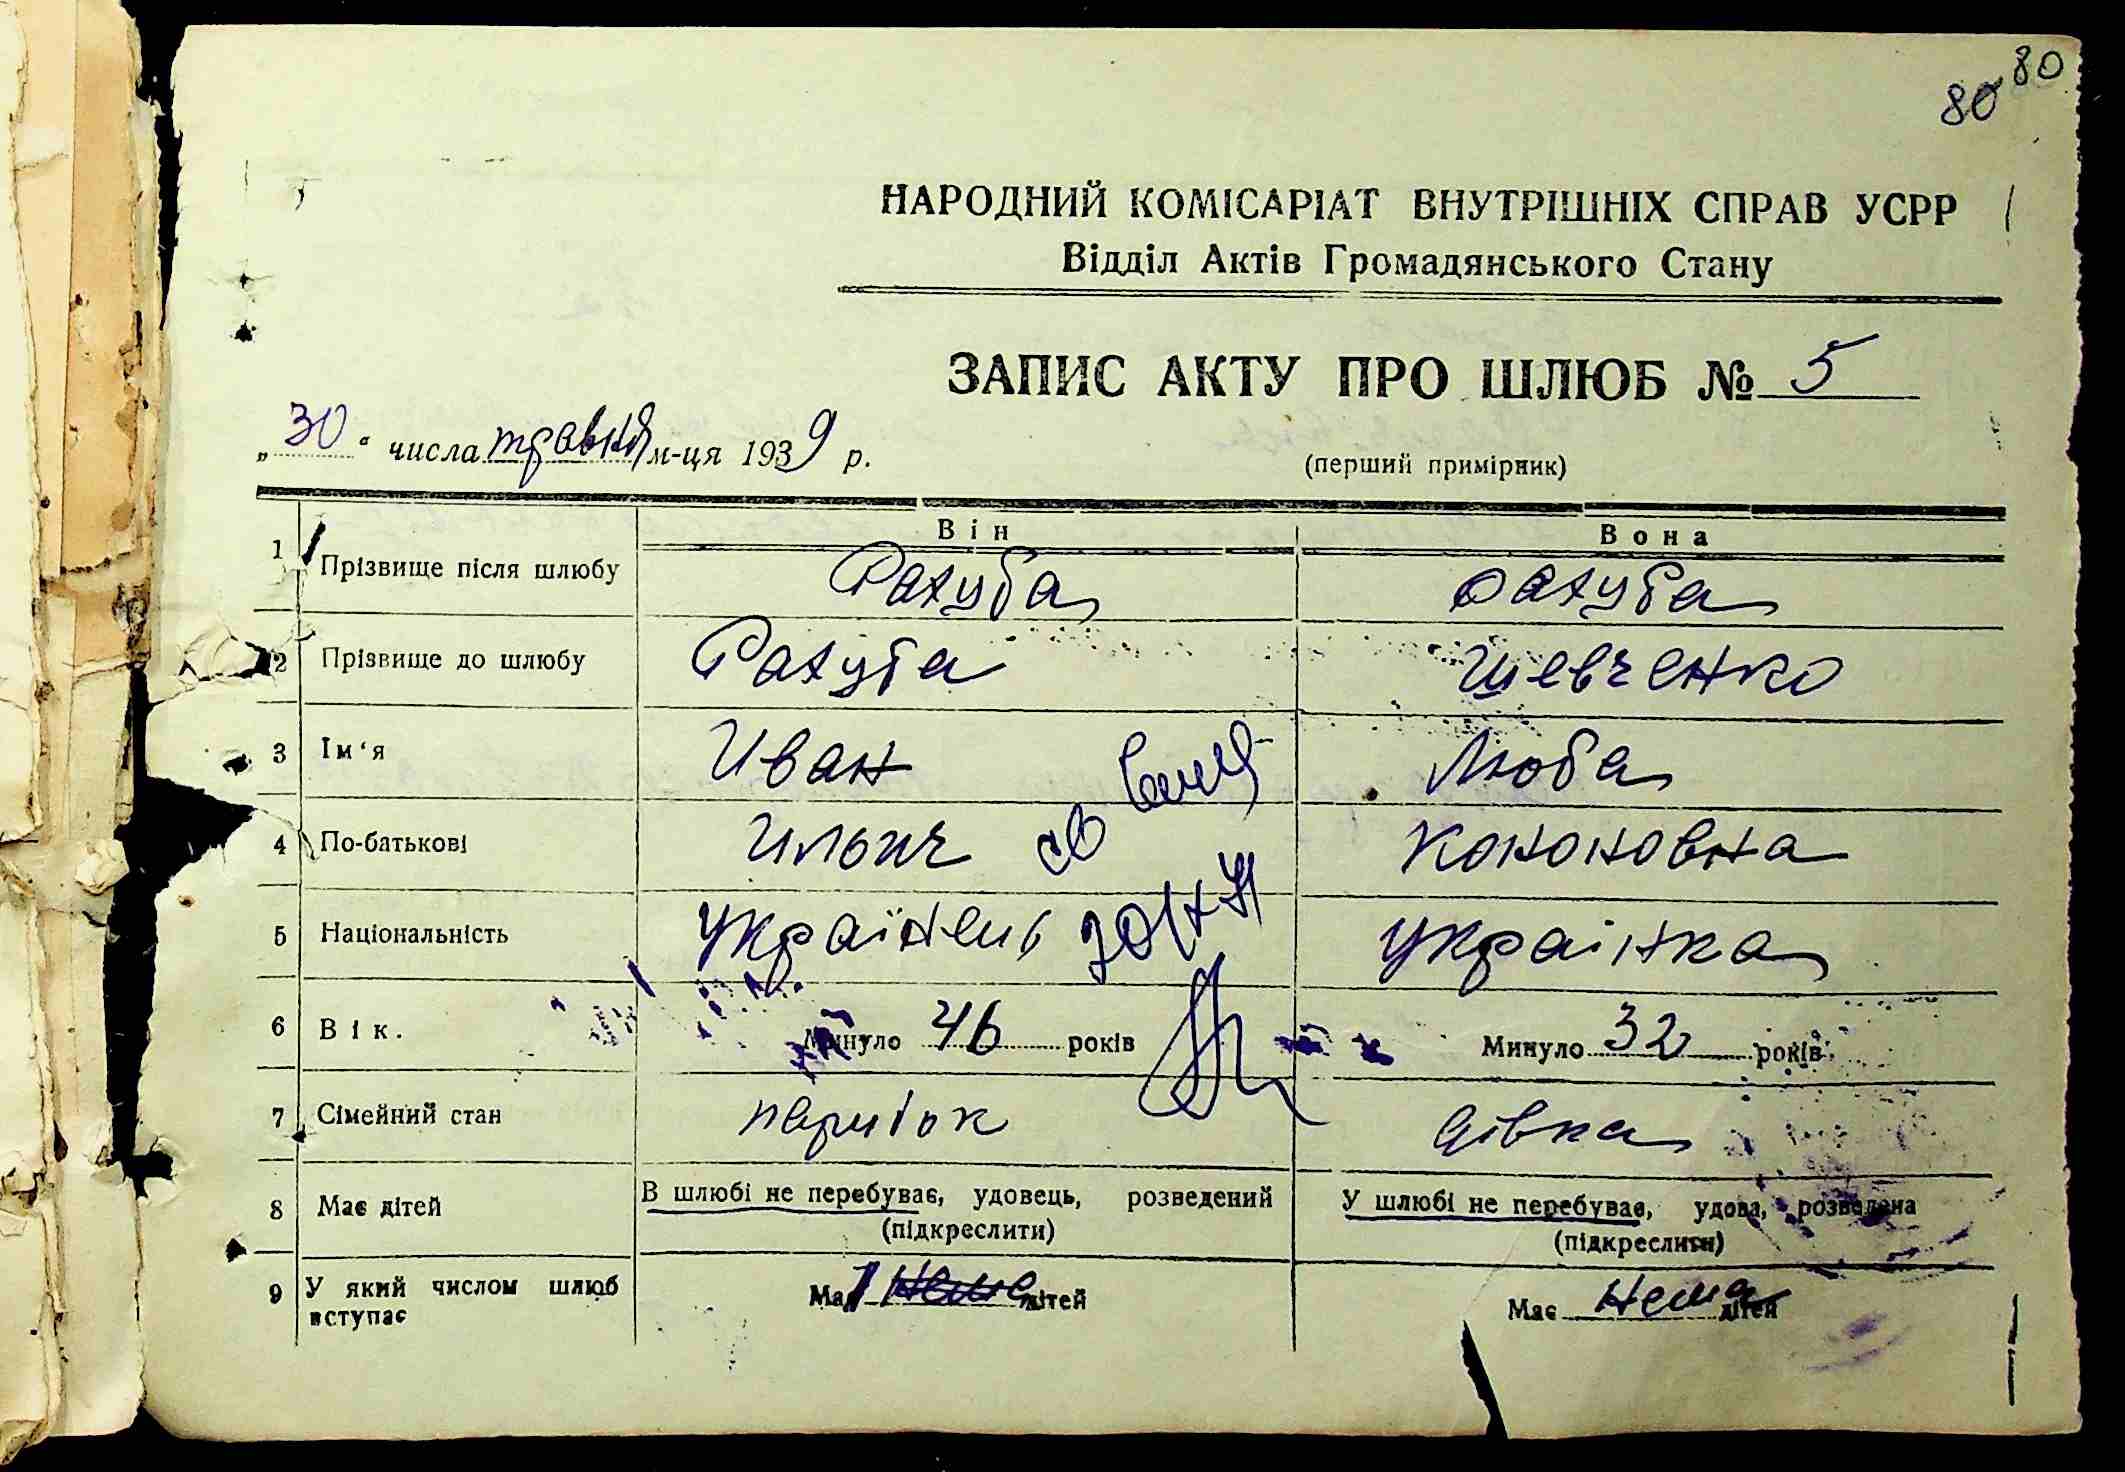 80
80
НАРОДНИЙ КОМІСАРІАТ ВНУТРІШНІХ СПРАВ УСРР
Відділ Актів Громадянського Стану
ЗАПИС АКТУ ПРО ШЛЮБ № 5
„30“ числа травня м-ця 1939 р.
(перший примірник)
Він Вона
1 Прізвище після шлюбу Рахуба Рахуба
2 Прізвище до шлюбу Рахуба Шевченко
3 Ім‘я Иван Люба
4 По-батькові Ильич Кононовна
5 Національність Українець Українка
6 Вік. Минуло 46 років Минуло 32 років
7 Сімейний стан дівка
8 Має дітей В шлюбі не перебуває, удовець, розведений У шлюбі не перебуває, удова, розведена
(підкреслити) (підкреслити)
9 У який числом шлюб вступає Має Нема дітей Має Нема дітей